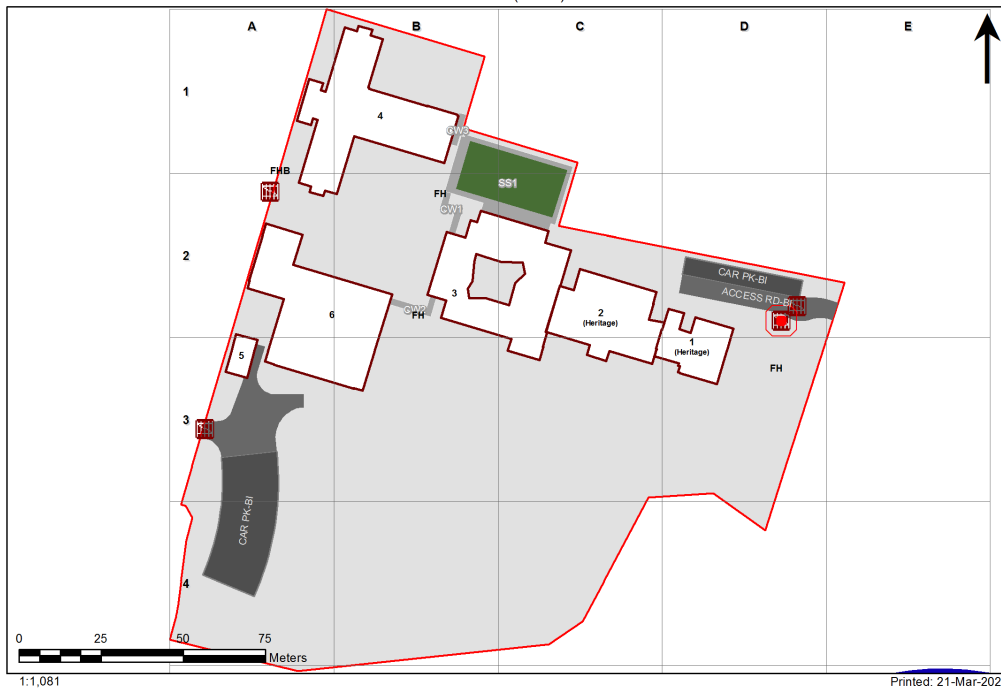 A B C D E
1
4
CW3
FHB
SS1
FH
CW1
2
CAR PK-BI
ACCESS RD-BI
3
CW2
FH
6
2
(Heritage)
1
(Heritage)
5
FH
3
CAR PK-BI
4
0 25 50 75
Meters
1:1,081
Printed: 21-Mar-202